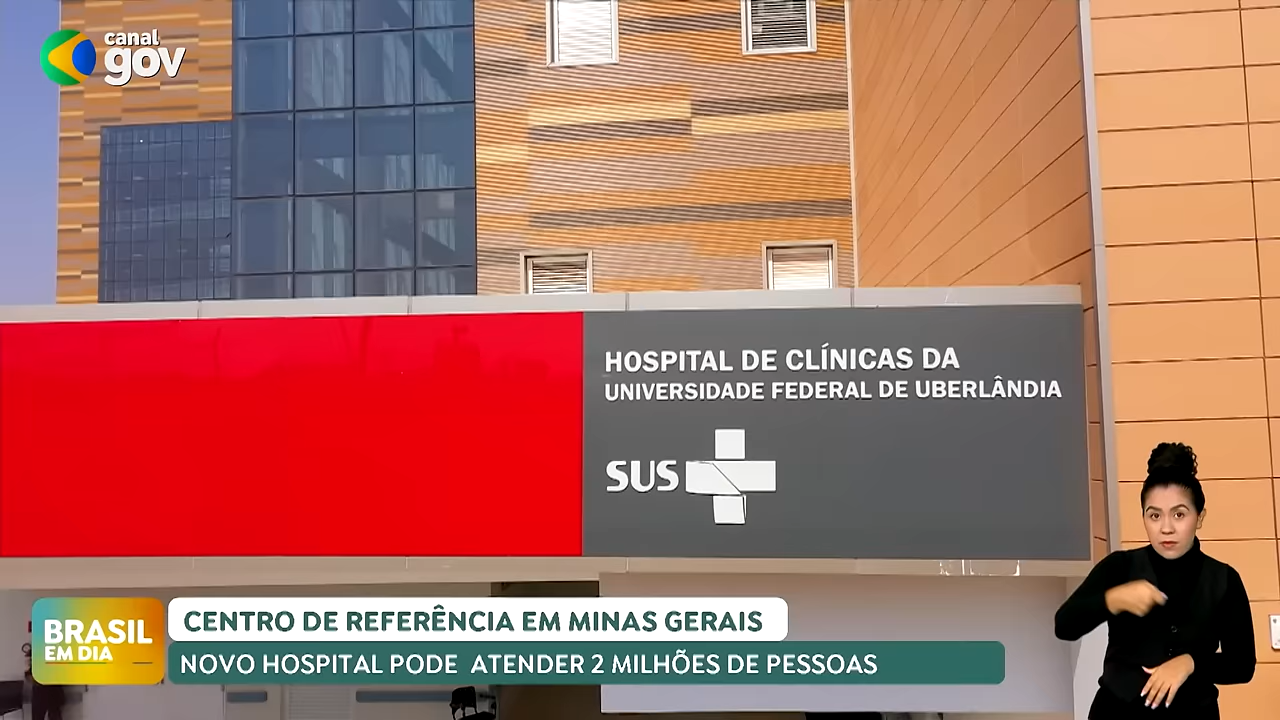 canal
gov
HOSPITAL DE CLÍNICAS DA
UNIVERSIDADE FEDERAL DE UBERLÂNDIA
SUS
BRASIL
EM DIA
CENTRO DE REFERÊNCIA EM MINAS GERAIS
NOVO HOSPITAL PODE ATENDER 2 MILHÕES DE PESSOAS